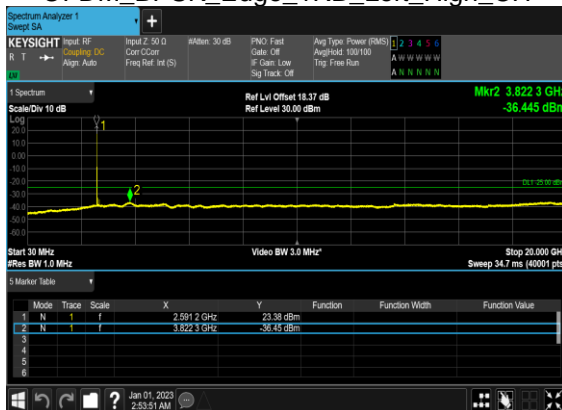 Spectrum Analyzer 1
Swept SA
+
KEYSIGHT
R T
Input: RF
Coupling: DC
Align: Auto
Input Z: 50 Ω
Corr CCorr
Freq Ref: Int (S)
#Atten: 30 dB
PNO: Fast
Gate: Off
IF Gain: Low
Sig Track: Off
Avg Type: Power (RMS)
Avg|Hold: 100/100
Trig: Free Run
1 2 3 4 5 6
A W W W W W
A N N N N N
1 Spectrum
Scale/Div 10 dB
Ref Lvl Offset 18.37 dB
Ref Level 30.00 dBm
Mkr2 3.822 3 GHz
-36.445 dBm
Log
20.0
10.0
0.00
-10.0
-20.0
-30.0
-40.0
-50.0
-60.0
1
2
DL1 -25.00 dBm
Start 30 MHz
#Res BW 1.0 MHz
Video BW 3.0 MHz*
Stop 20.000 GH
Sweep 34.7 ms (40001 pts
5 Marker Table
Mode Trace Scale X Y Function Function Width Function Value
1 N 1 f 2.591 2 GHz 23.38 dBm
2 N 1 f 3.822 3 GHz -36.45 dBm
3
4
5
6
?
Jan 01, 2023
2:53:51 AM